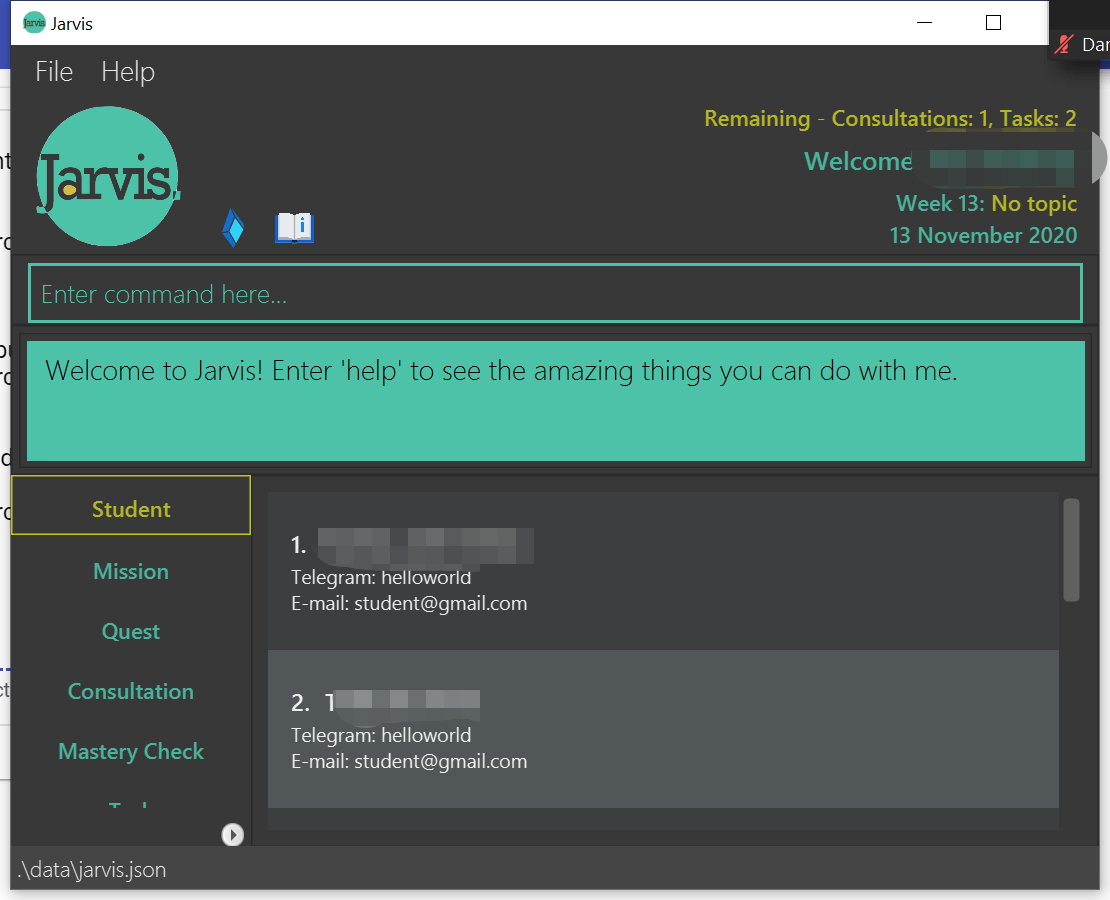 Jarvis
File Help
Jarvis.
Remaining - Consultations: 1, Tasks: 2
Welcome
Week 13: No topic
13 November 2020
Enter command here...
Welcome to Jarvis! Enter 'help' to see the amazing things you can do with me.
Student
Mission
Quest
Consultation
Mastery Check
1.
Telegram: helloworld
E-mail: student@gmail.com
2.
Telegram: helloworld
E-mail: student@gmail.com
.\data\jarvis.json